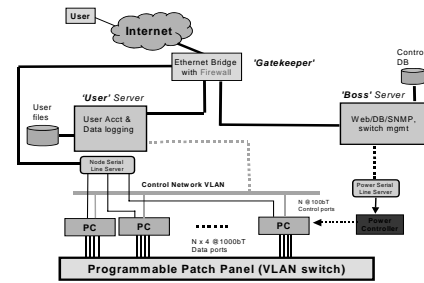 User
Internet
Ethernet Bridge
with Firewall
'Gatekeeper'
Control
DB
'User' Server
User
files
User Acct &
Data logging
'Boss' Server
Web/DB/SNMP,
switch mgmt
Node Serial
Line Server
Control Network VLAN
Power Serial
Line Server
N @100bT
Control ports
Power
Controller
PC
PC
PC
N x 4 @1000bT
Data ports
Programmable Patch Panel (VLAN switch)